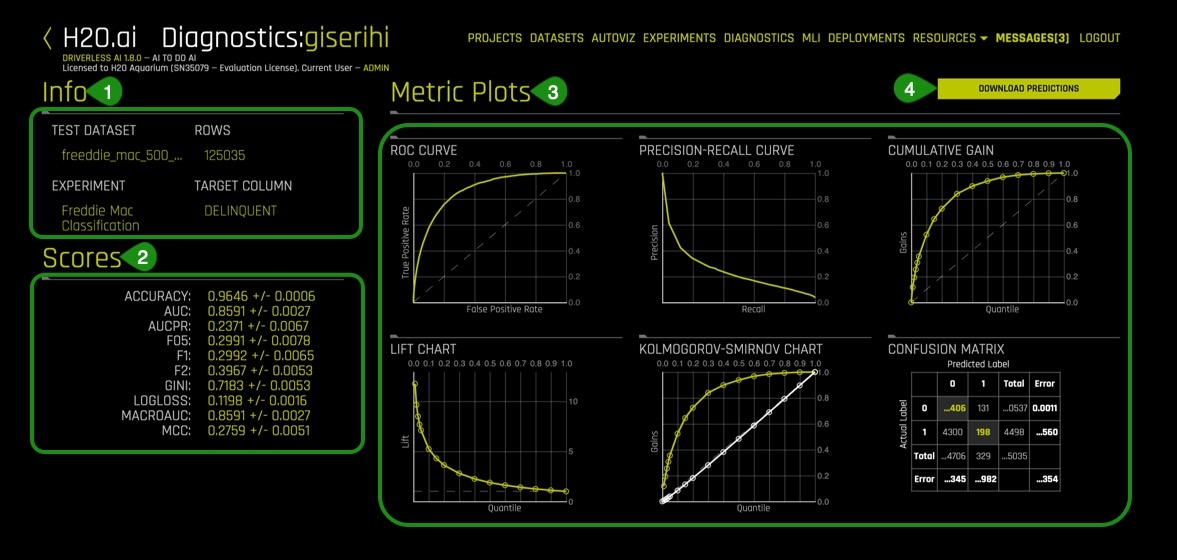 H2O.ai Diagnostics:giserihi
DRIVERLESS AI 1.8.0 – AI TO DO AI
Licensed to H2O Aquarium (SN35079 – Evaluation License). Current User – ADMIN
PROJECTS DATASETS AUTOVIZ EXPERIMENTS DIAGNOSTICS MLI DEPLOYMENTS RESOURCES MESSAGES[3] LOGOUT
Info 1
TEST DATASET ROWS
freeddie_mac_500_... 125035
EXPERIMENT TARGET COLUMN
Freddie Mac DELINQUENT
Classification
Scores 2
ACCURACY: 0.9646 +/- 0.0006
AUC: 0.8591 +/- 0.0027
AUCPR: 0.2371 +/- 0.0067
F05: 0.2991 +/- 0.0078
F1: 0.2992 +/- 0.0065
F2: 0.3967 +/- 0.0053
GINI: 0.7183 +/- 0.0053
LOGLOSS: 0.1198 +/- 0.0016
MACROAUC: 0.8591 +/- 0.0027
MCC: 0.2759 +/- 0.0051
Metric Plots 3
4 DOWNLOAD PREDICTIONS
ROC CURVE
0.0 0.2 0.4 0.6 0.8 1.0
1.0
0.8
0.6
0.4
0.2
0.0
True Positive Rate
False Positive Rate
PRECISION-RECALL CURVE
0.0 0.2 0.4 0.6 0.8 1.0
1.0
0.8
0.6
0.4
0.2
0.0
Precision
Recall
CUMULATIVE GAIN
0.0 0.1 0.2 0.3 0.4 0.5 0.6 0.7 0.8 0.9 1.0
1.0
0.8
0.6
0.4
0.2
0.0
Gains
Quantile
LIFT CHART
0.0 0.1 0.2 0.3 0.4 0.5 0.6 0.7 0.8 0.9 1.0
10
5
Lift
Quantile
KOLMOGOROV-SMIRNOV CHART
0.0 0.1 0.2 0.3 0.4 0.5 0.6 0.7 0.8 0.9 1.0
1.0
0.8
0.6
0.4
0.2
0.0
Gains
Quantile
CONFUSION MATRIX
Predicted Label
Actual Label
0 1 Total Error
0 ...406 131 ...0537 0.0011
1 4300 198 4498 ...560
Total ...4706 329 ...5035
Error ...345 ...982 ...354